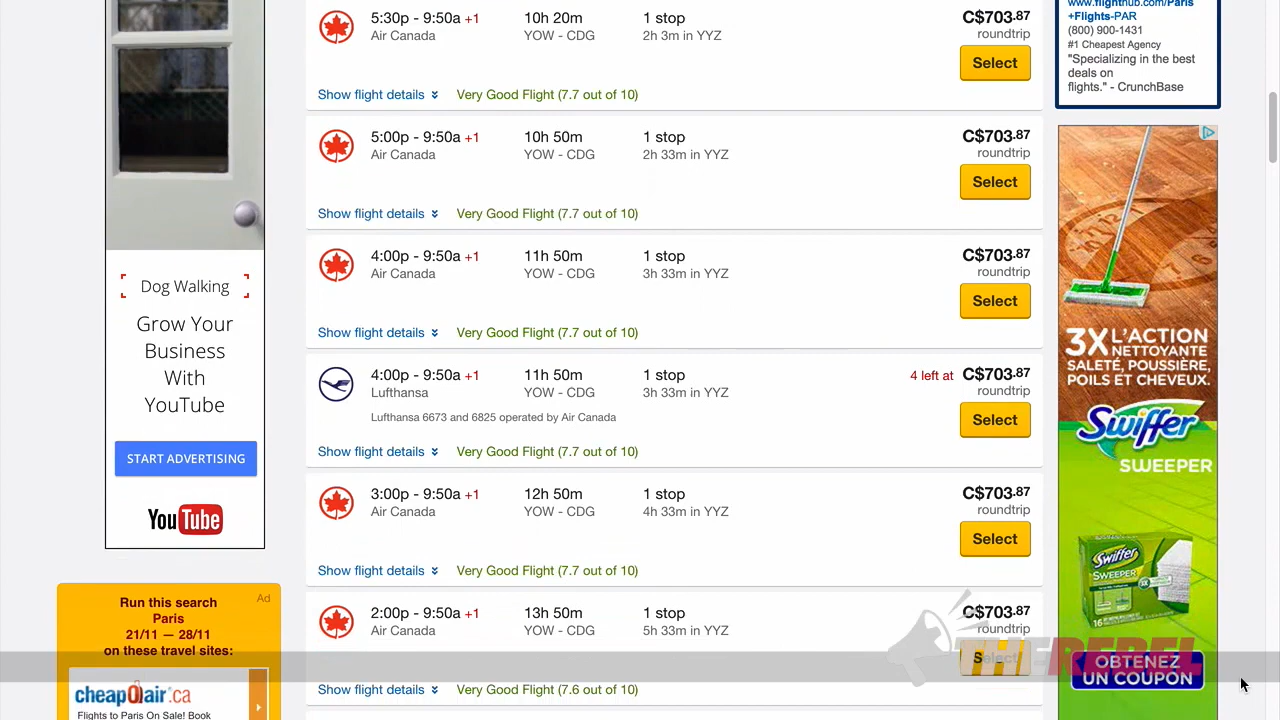 5:30p - 9:50a +1 10h 20m 1 stop C$703.87
Air Canada YOW - CDG 2h 3m in YYZ roundtrip
Select
Show flight details Very Good Flight (7.7 out of 10)
5:00p - 9:50a +1 10h 50m 1 stop C$703.87
Air Canada YOW - CDG 2h 33m in YYZ roundtrip
Select
Show flight details Very Good Flight (7.7 out of 10)
4:00p - 9:50a +1 11h 50m 1 stop C$703.87
Air Canada YOW - CDG 3h 33m in YYZ roundtrip
Select
Show flight details Very Good Flight (7.7 out of 10)
4:00p - 9:50a +1 11h 50m 1 stop 4 left at C$703.87
Lufthansa YOW - CDG 3h 33m in YYZ roundtrip
Lufthansa 6673 and 6825 operated by Air Canada
Select
Show flight details Very Good Flight (7.7 out of 10)
3:00p - 9:50a +1 12h 50m 1 stop C$703.87
Air Canada YOW - CDG 4h 33m in YYZ roundtrip
Select
Show flight details Very Good Flight (7.7 out of 10)
2:00p - 9:50a +1 13h 50m 1 stop C$703.87
Air Canada YOW - CDG 5h 33m in YYZ roundtrip
Select
Show flight details Very Good Flight (7.6 out of 10)
Dog Walking
Grow Your
Business
With
YouTube
START ADVERTISING
YouTube
Ad
Run this search
Paris
21/11 — 28/11
on these travel sites:
cheapOair.ca
Flights to Paris On Sale! Book
www.flighthub.com/Paris
+Flights-PAR
(800) 900-1431
#1 Cheapest Agency
"Specializing in the best
deals on
flights." - CrunchBase
3X L'ACTION
NETTOYANTE
SALETÉ, POUSSIÈRE,
POILS ET CHEVEUX.
Swiffer
SWEEPER
Swiffer
SWEEPER
16
OBTENEZ
UN COUPON
THEREBEL